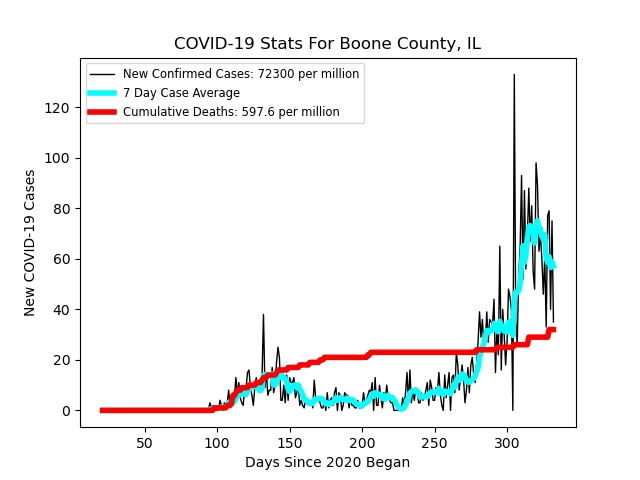 COVID-19 Stats For Boone County, IL
New Confirmed Cases: 72300 per million
7 Day Case Average
Cumulative Deaths: 597.6 per million
New COVID-19 Cases
120
100
80
60
40
20
0
50 100 150 200 250 300
Days Since 2020 Began